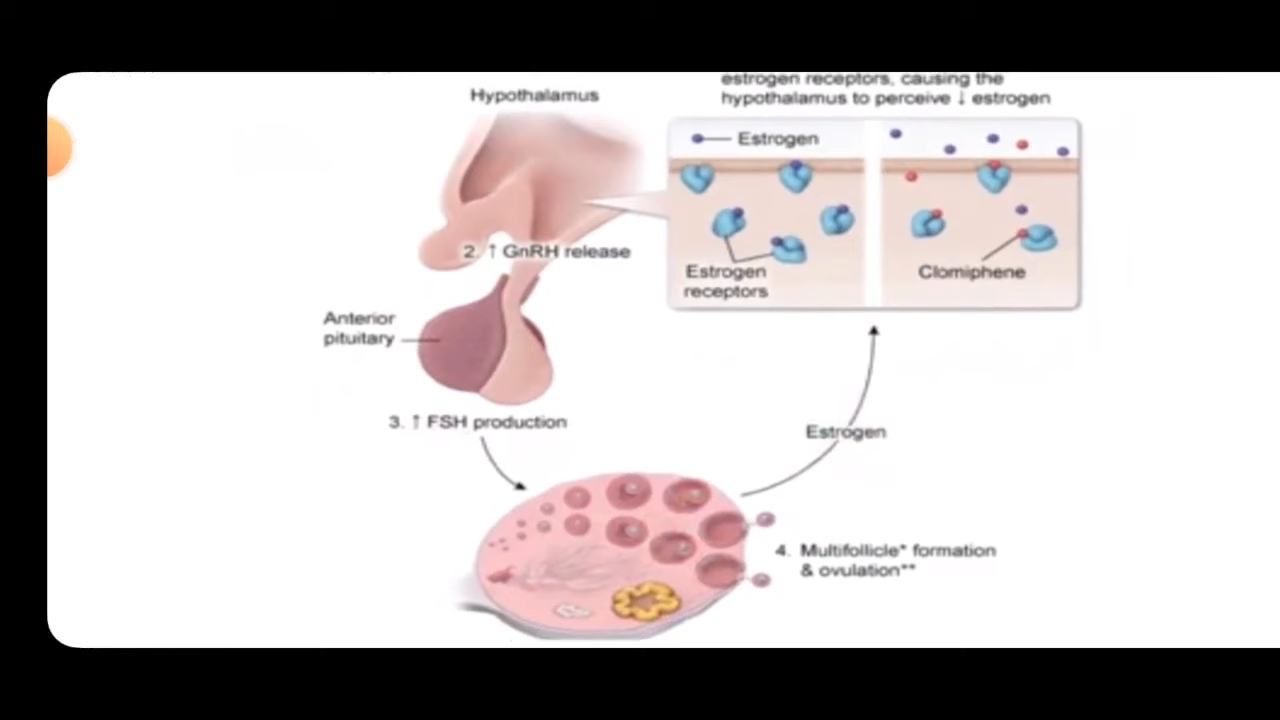 estrogen receptors, causing the
hypothalamus to perceive ↓ estrogen
Hypothalamus
Estrogen
2. ↑ GnRH release
Estrogen
receptors
Clomiphene
Anterior
pituitary
3. ↑ FSH production
Estrogen
4. Multifollicle* formation
& ovulation**